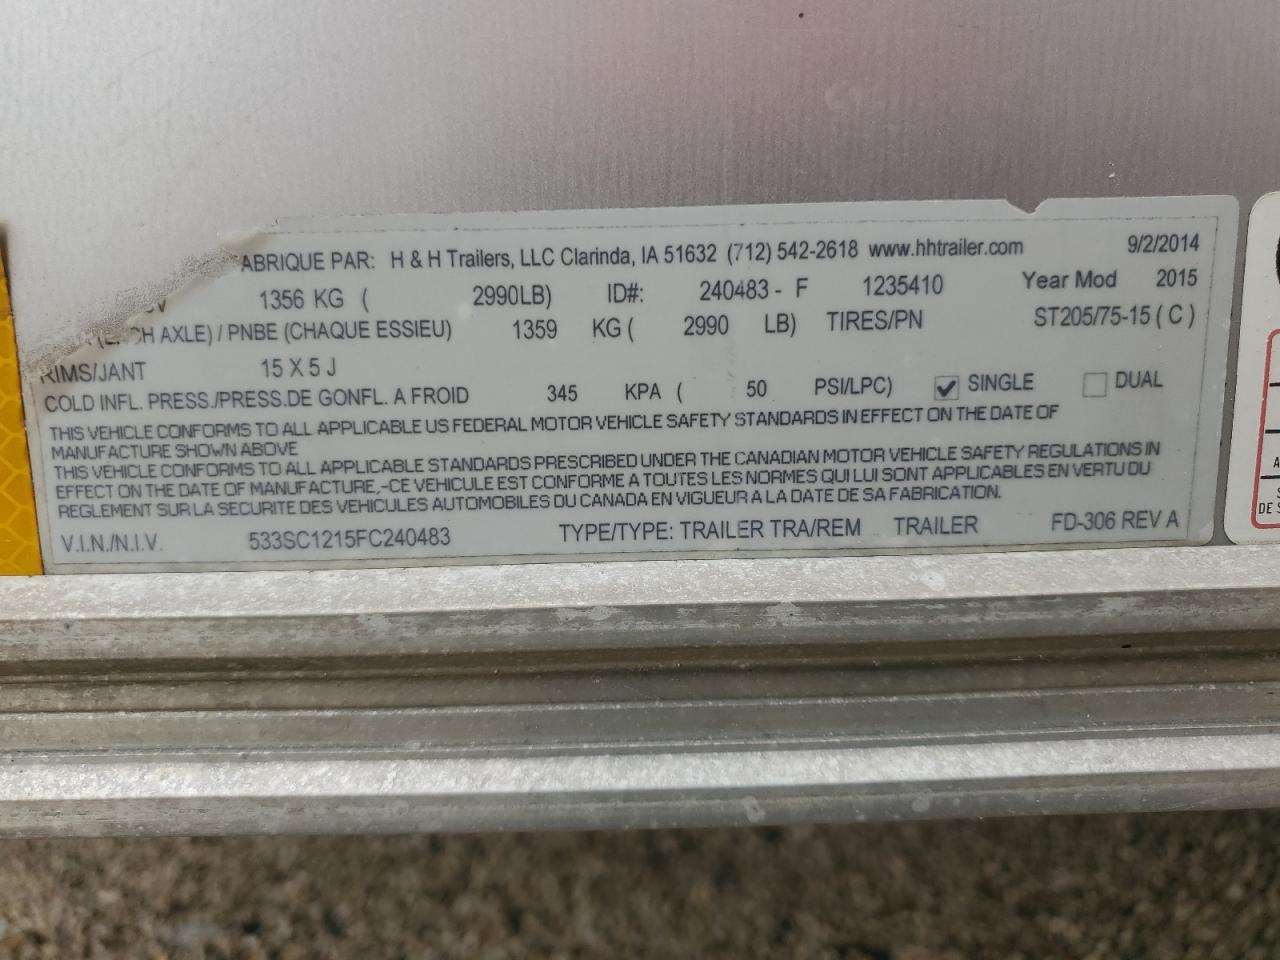 ABRIQUE PAR: H & H Trailers, LLC Clarinda, IA 51632 (712) 542-2618 www.hhtrailer.com 9/2/2014
1356 KG ( 2990LB) ID#: 240483 - F 1235410 Year Mod 2015
AXLE) / PNBE (CHAQUE ESSIEU) 1359 KG ( 2990 LB) TIRES/PN ST205/75-15 ( C )
RIMS/JANT 15 X 5 J
COLD INFL. PRESS./PRESS.DE GONFL. A FROID 345 KPA ( 50 PSI/LPC) SINGLE DUAL
THIS VEHICLE CONFORMS TO ALL APPLICABLE US FEDERAL MOTOR VEHICLE SAFETY STANDARDS IN EFFECT ON THE DATE OF
MANUFACTURE SHOWN ABOVE
THIS VEHICLE CONFORMS TO ALL APPLICABLE STANDARDS PRESCRIBED UNDER THE CANADIAN MOTOR VEHICLE SAFETY REGULATIONS IN
EFFECT ON THE DATE OF MANUFACTURE,-CE VEHICULE EST CONFORME A TOUTES LES NORMES QUI LUI SONT APPLICABLES EN VERTU DU
REGLEMENT SUR LA SECURITE DES VEHICULES AUTOMOBILES DU CANADA EN VIGUEUR A LA DATE DE SA FABRICATION.
V.I.N./N.I.V. 533SC1215FC240483 TYPE/TYPE: TRAILER TRA/REM TRAILER FD-306 REV A